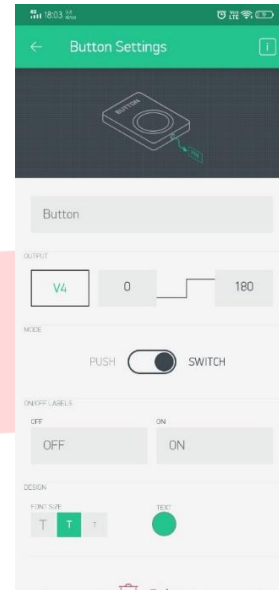 18:03
Button Settings
BUTTON
Button
OUTPUT
V4 0 180
MODE
PUSH SWITCH
ON/OFF LABELS
OFF ON
OFF ON
DESIGN
FONT SIZE TEXT
T T T